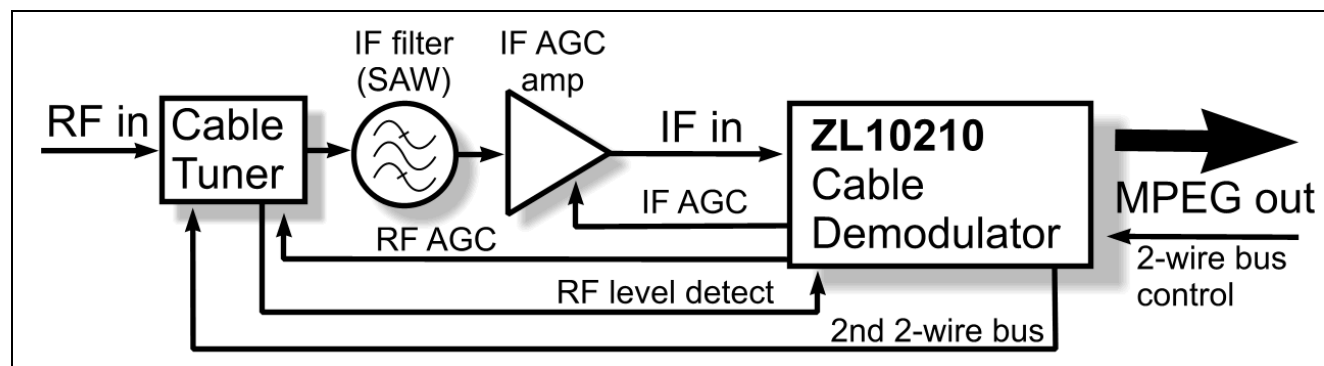 IF filter
(SAW)
IF AGC
amp
RF in
Cable
Tuner
IF in
ZL10210
Cable
Demodulator
MPEG out
IF AGC
RF AGC
RF level detect
2nd 2-wire bus
2-wire bus
control